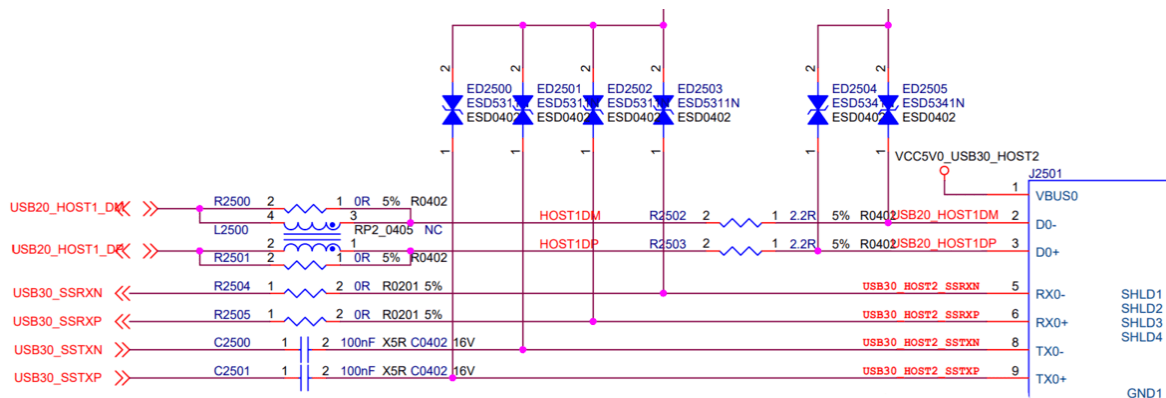 2 2 2 2 2 2
ED2500 ED2501 ED2502 ED2503 ED2504 ED2505
ESD5311N ESD5311N ESD5311N ESD5311N ESD5341N ESD5341N
ESD0402 ESD0402 ESD0402 ESD0402 ESD0402 ESD0402
1 1 1 1 1 1
VCC5V0_USB30_HOST2
J2501
1 VBUS0
USB20_HOST1_DM R2500 2 1 0R 5% R0402
L2500 4 3 RP2_0405 NC
HOST1DM R2502 2 1 2.2R 5% R0402 USB20_HOST1DM 2 D0-
USB20_HOST1_DP 2 1
HOST1DP R2503 2 1 2.2R 5% R0402 USB20_HOST1DP 3 D0+
R2501 2 1 0R 5% R0402
USB30_SSRXN R2504 1 2 0R R0201 5% USB30_HOST2_SSRXN 5 RX0- SHLD1
SHLD2
USB30_SSRXP R2505 1 2 0R R0201 5% USB30_HOST2_SSRXP 6 RX0+ SHLD3
SHLD4
USB30_SSTXN C2500 1 2 100nF X5R C0402 16V USB30_HOST2_SSTXN 8 TX0-
USB30_SSTXP C2501 1 2 100nF X5R C0402 16V USB30_HOST2_SSTXP 9 TX0+
GND1